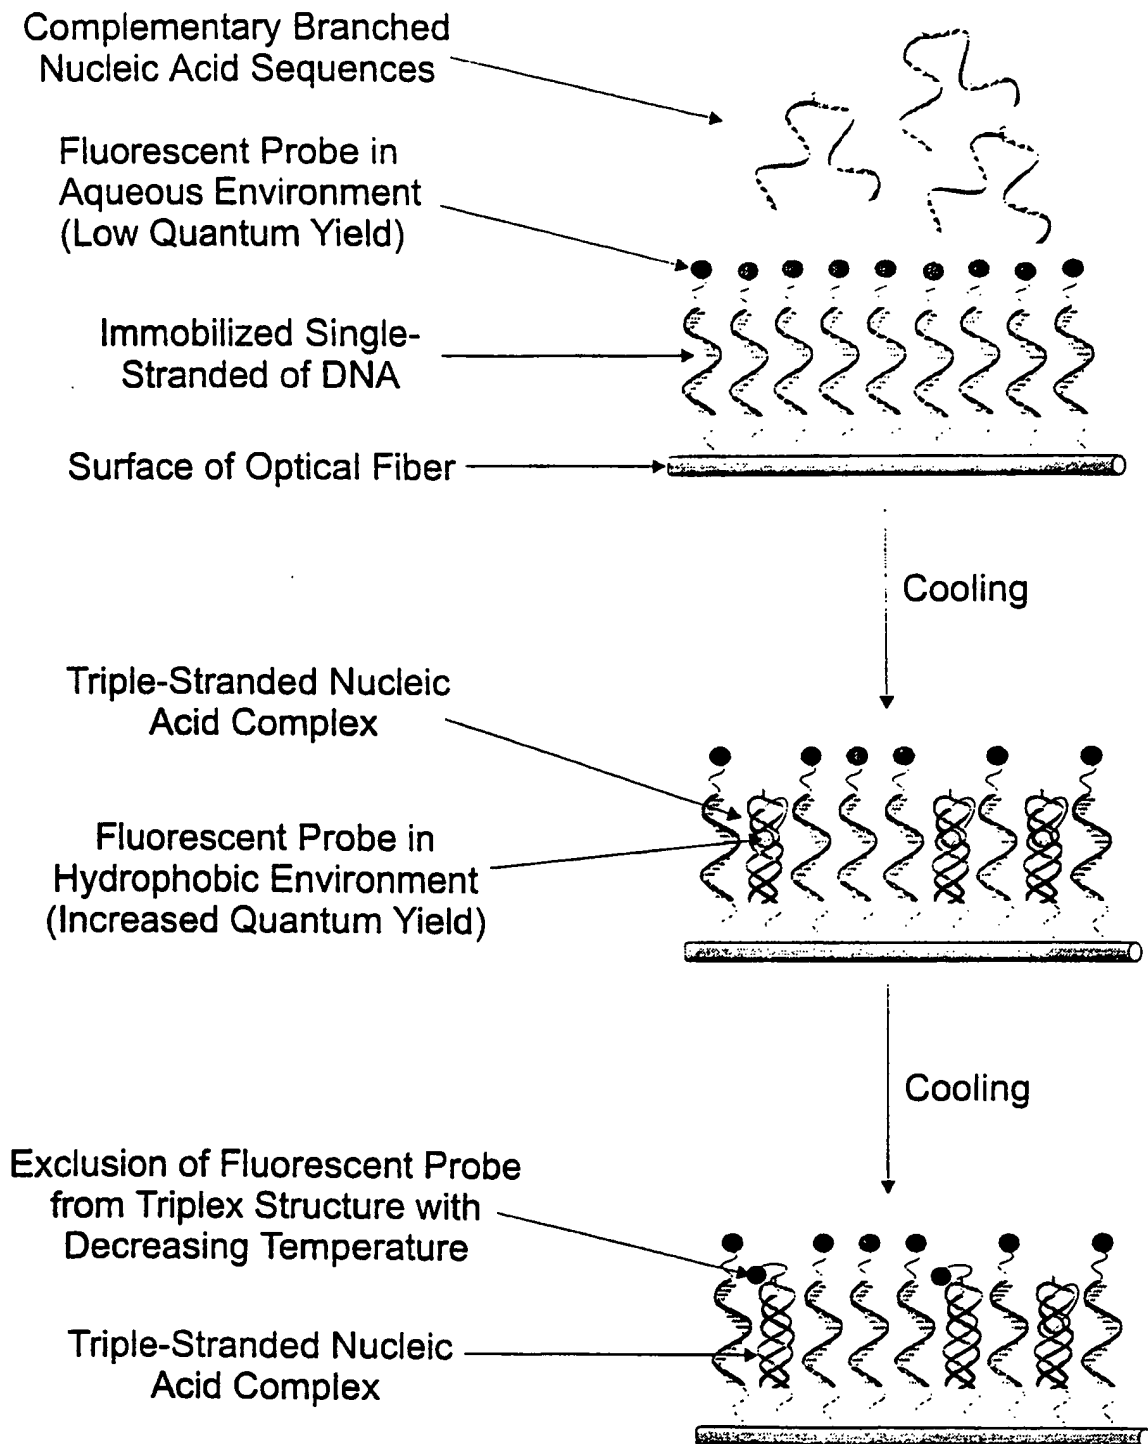 Complementary Branched
Nucleic Acid Sequences
Fluorescent Probe in
Aqueous Environment
(Low Quantum Yield)
Immobilized Single-
Stranded of DNA
Surface of Optical Fiber
Cooling
Triple-Stranded Nucleic
Acid Complex
Fluorescent Probe in
Hydrophobic Environment
(Increased Quantum Yield)
Cooling
Exclusion of Fluorescent Probe
from Triplex Structure with
Decreasing Temperature
Triple-Stranded Nucleic
Acid Complex